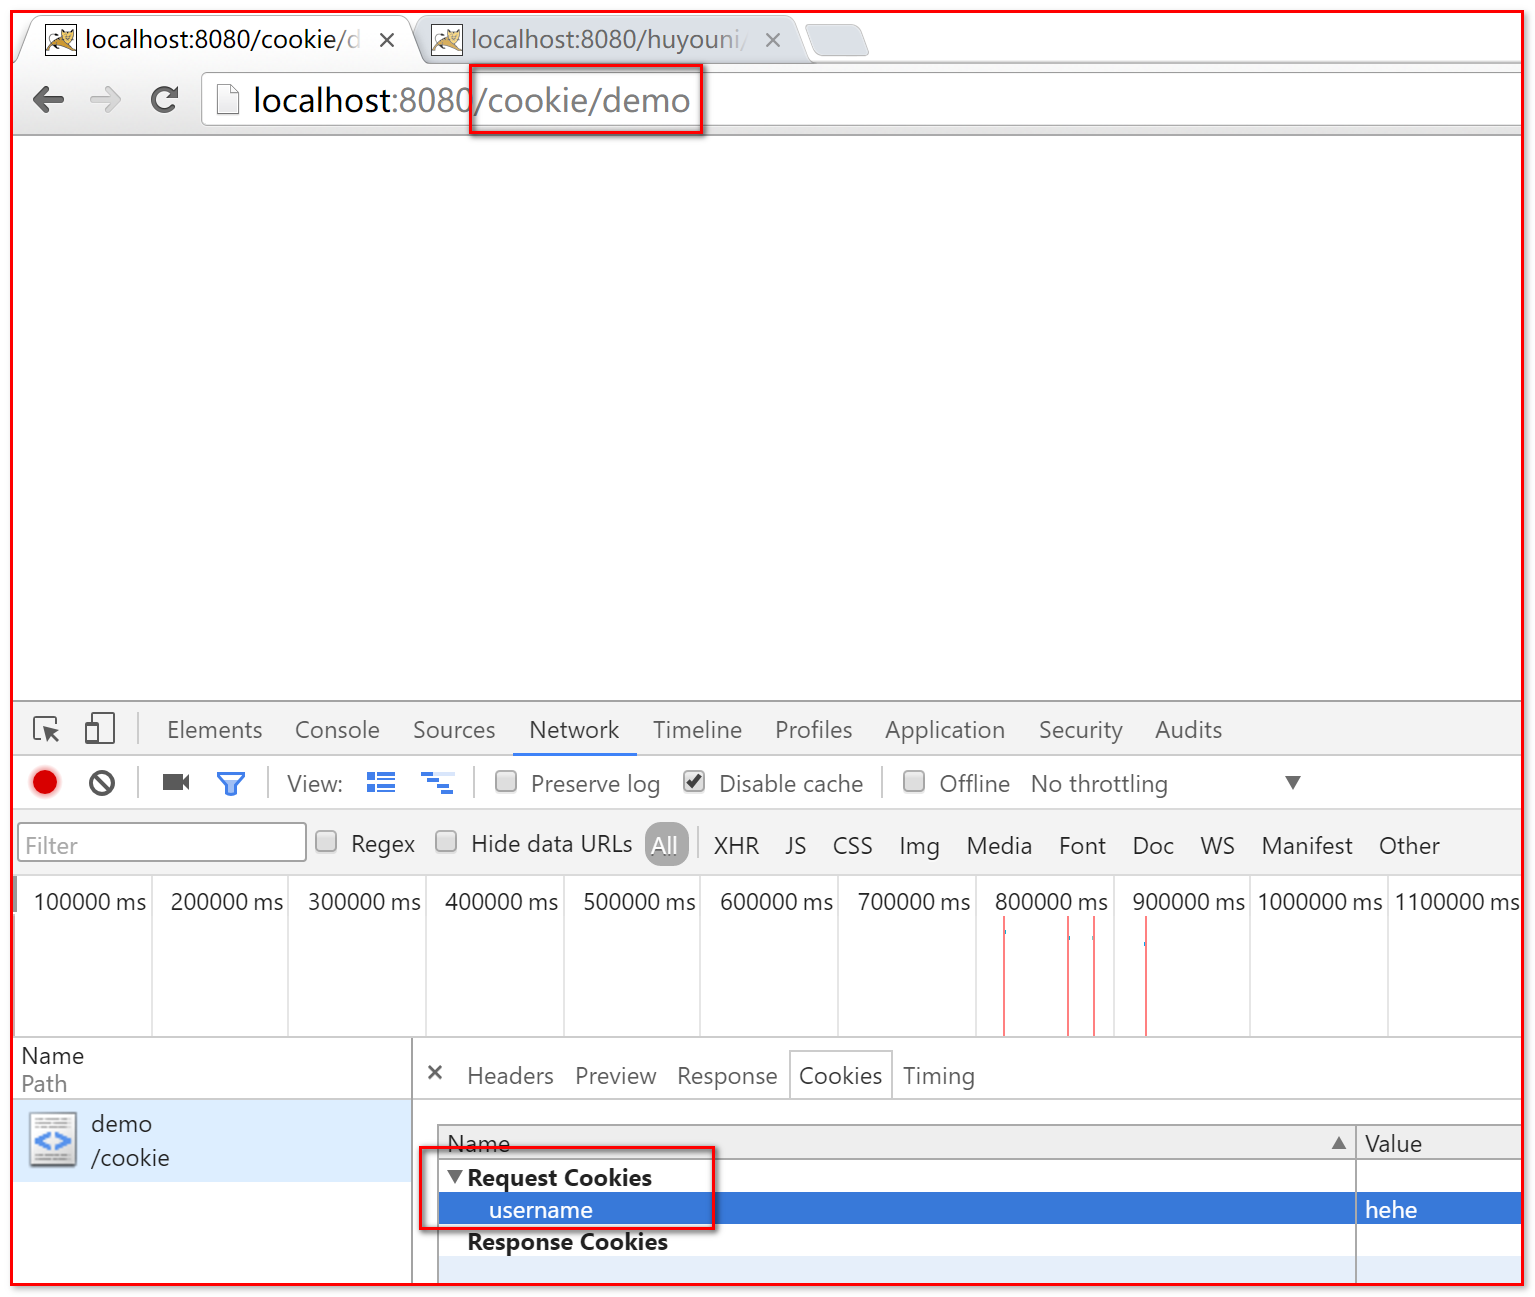 localhost:8080/cookie/d
localhost:8080/huyouni/
localhost:8080/cookie/demo
Elements Console Sources Network Timeline Profiles Application Security Audits
View: Preserve log Disable cache Offline No throttling
Filter Regex Hide data URLs All XHR JS CSS Img Media Font Doc WS Manifest Other
100000 ms 200000 ms 300000 ms 400000 ms 500000 ms 600000 ms 700000 ms 800000 ms 900000 ms 1000000 ms 1100000 ms
Name
Path
demo
/cookie
Headers Preview Response Cookies Timing
Name Value
Request Cookies
username hehe
Response Cookies